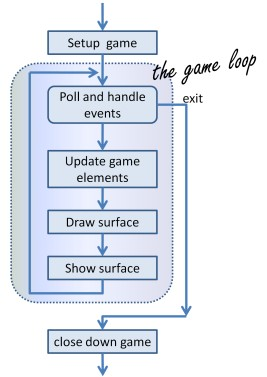 Setup game
the game loop
Poll and handle
events
exit
Update game
elements
Draw surface
Show surface
close down game